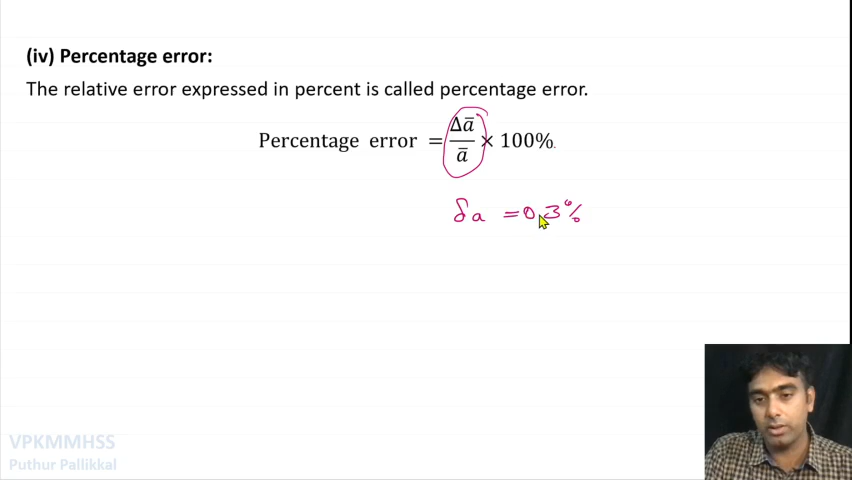 (iv) Percentage error:
The relative error expressed in percent is called percentage error.
Percentage error = Δa̅/a̅ × 100%.
δa = 0.3%
VPKMMHSS
Puthur Pallikkal